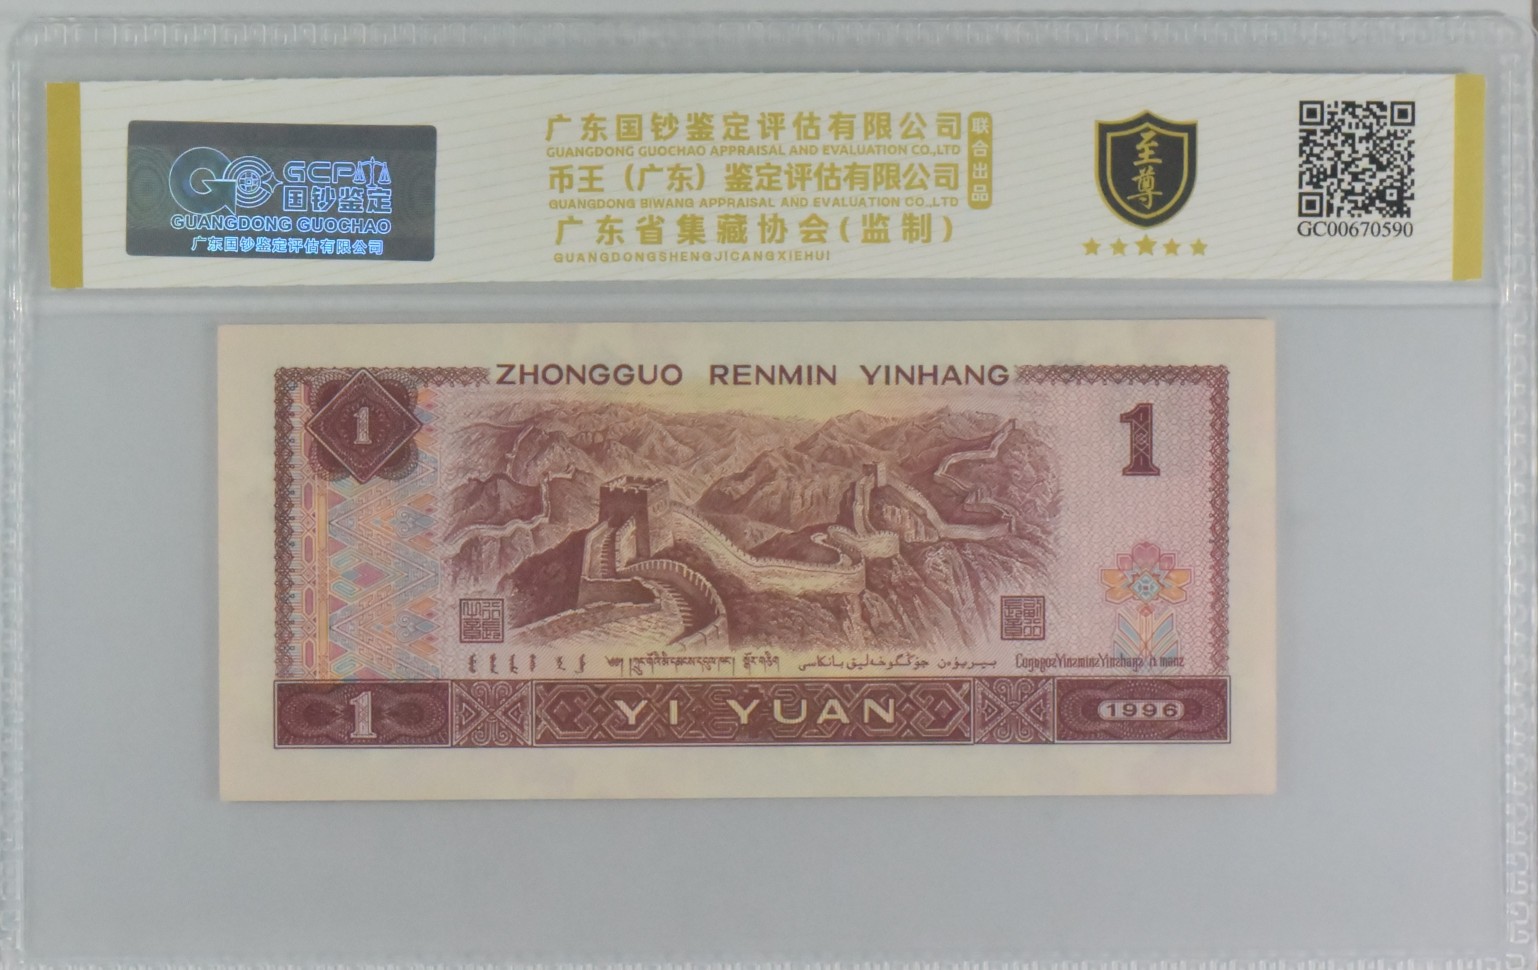 GCP
国钞鉴定
GUANGDONG GUOCHAO
广东国钞鉴定评估有限公司
广东国钞鉴定评估有限公司
GUANGDONG GUOCHAO APPRAISAL AND EVALUATION CO.,LTD
币王（广东）鉴定评估有限公司
GUANGDONG BIWANG APPRAISAL AND EVALUATION CO.,LTD
联合出品
广东省集藏协会(监制)
GUANGDONGSHENGJICANGXIEHUI
至尊
GC00670590
ZHONGGUO RENMIN YINHANG
1
1
1
YI YUAN
1996